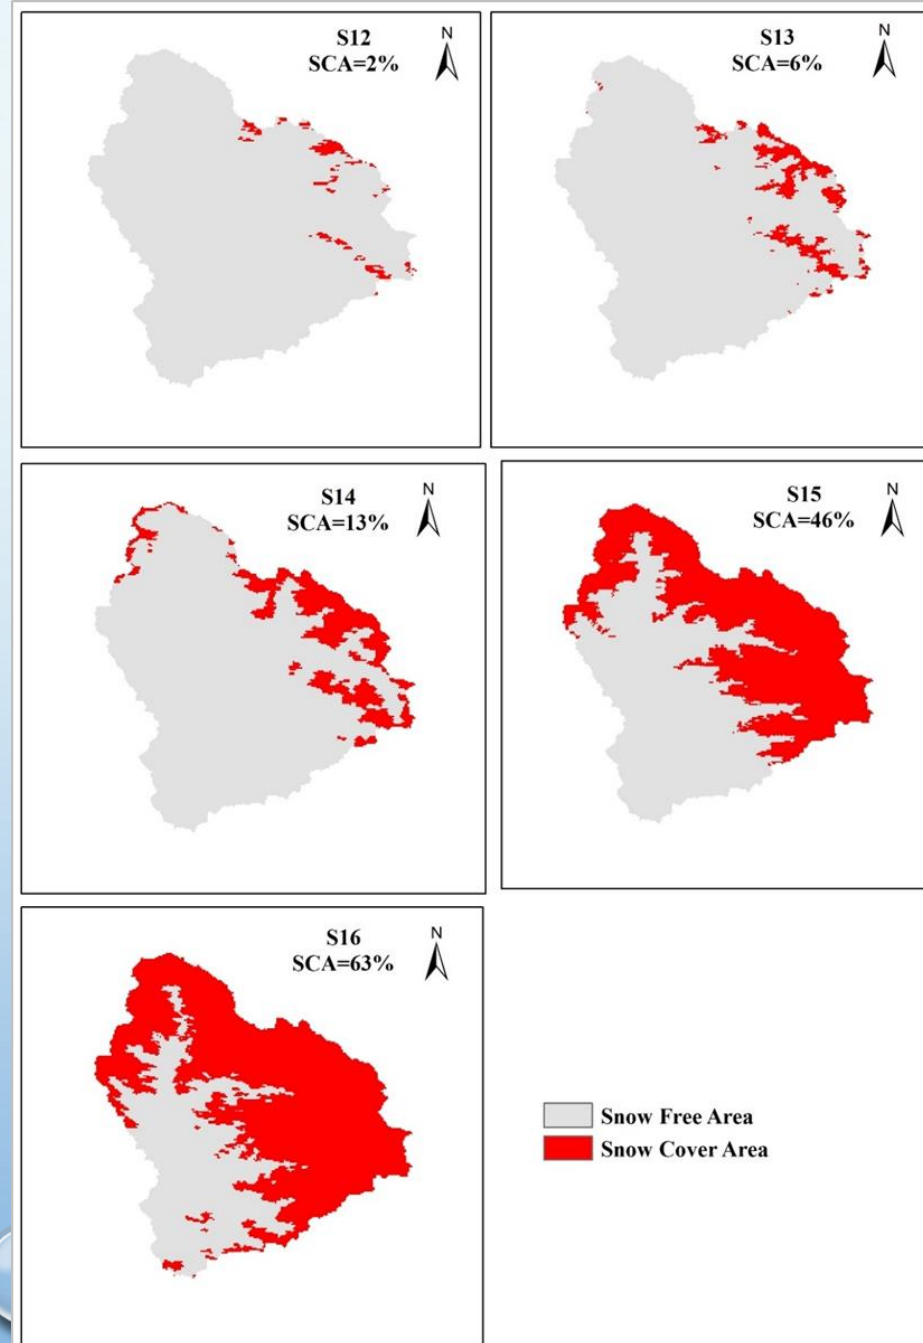 S12
SCA=2%
N
S13
SCA=6%
N
S14
SCA=13%
N
S15
SCA=46%
N
S16
SCA=63%
N
Snow Free Area
Snow Cover Area